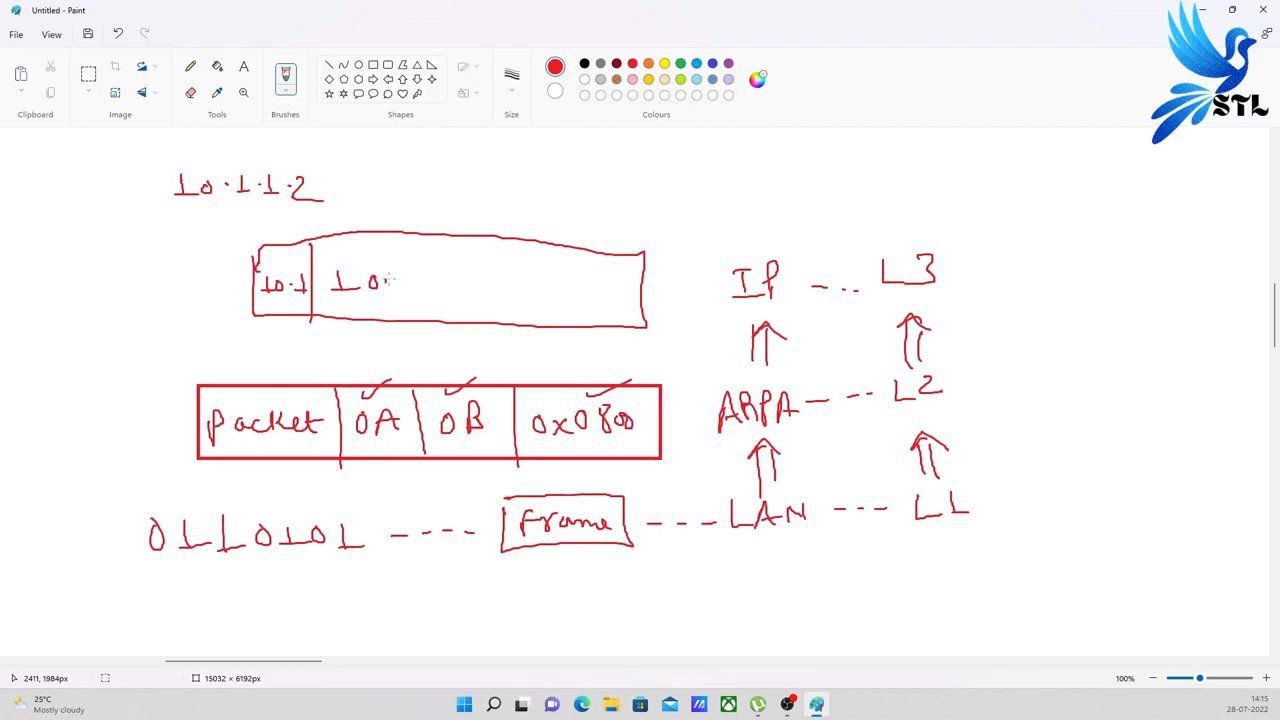 Untitled - Paint
File View
Clipboard Image Tools Brushes Shapes Size Colours
STL
10.1.1.2
10.1 10.
IP - .. L3
packet 0A 0B 0x0800
ARPA - -- L2
0110101 ---- frame --- LAN --- L1
2411, 1984px 15032 × 6192px 100%
25°C
Mostly cloudy
14:15
28-07-2022